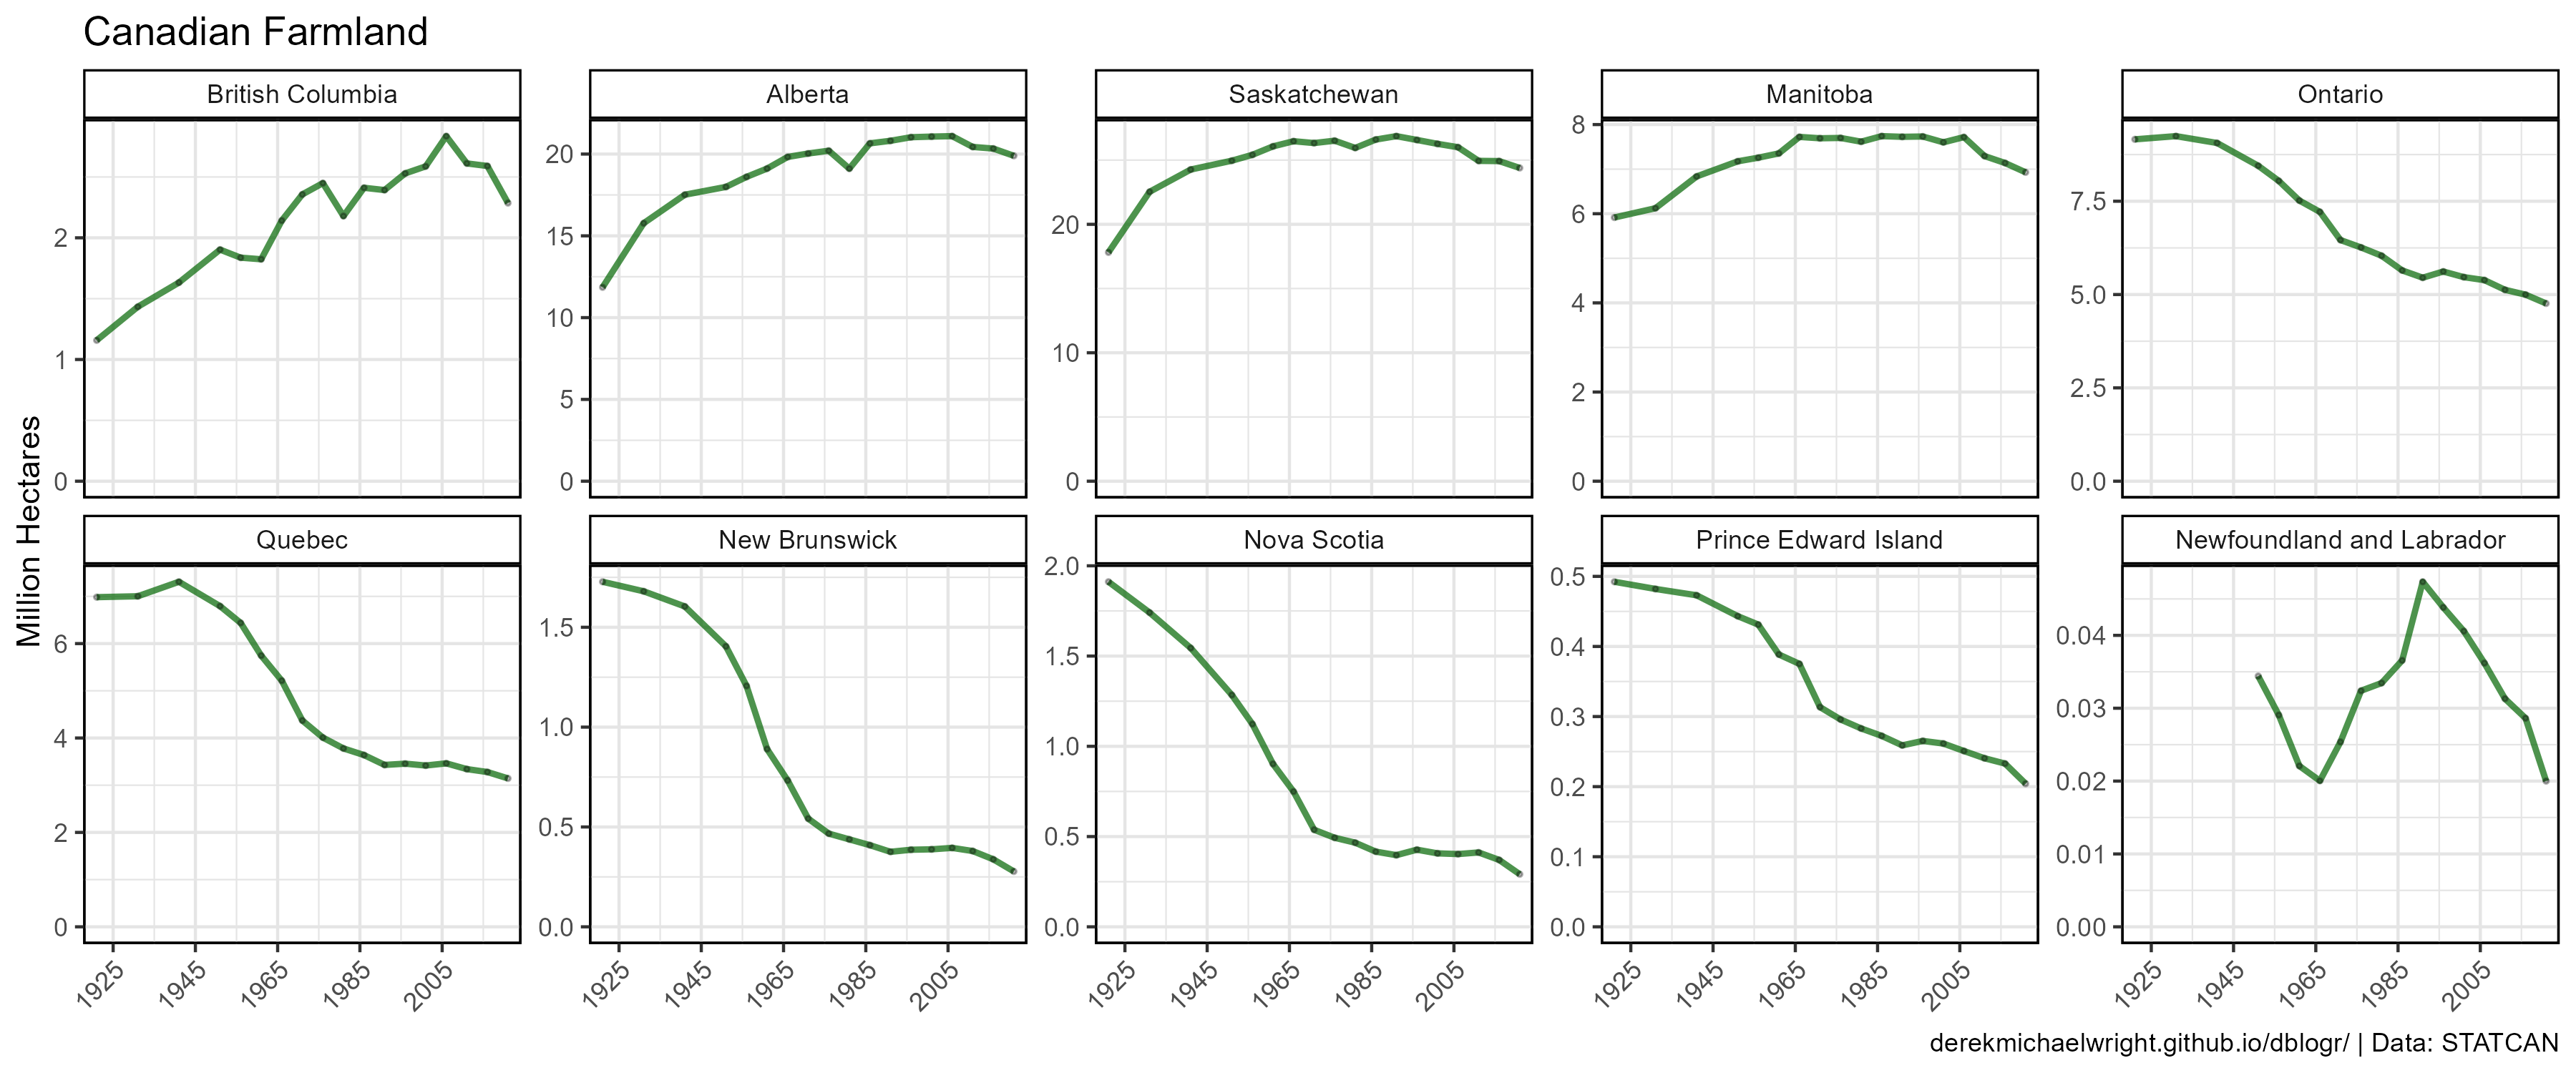 Canadian Farmland
British Columbia
Alberta
Saskatchewan
Manitoba
Ontario
2
1
0
20
15
10
5
0
20
10
0
8
6
4
2
0
7.5
5.0
2.5
0.0
Million Hectares
Quebec
New Brunswick
Nova Scotia
Prince Edward Island
Newfoundland and Labrador
6
4
2
0
1.5
1.0
0.5
0.0
2.0
1.5
1.0
0.5
0.0
0.5
0.4
0.3
0.2
0.1
0.0
0.04
0.03
0.02
0.01
0.00
1925 1945 1965 1985 2005
1925 1945 1965 1985 2005
1925 1945 1965 1985 2005
1925 1945 1965 1985 2005
1925 1945 1965 1985 2005
derekmichaelwright.github.io/dblogr/ | Data: STATCAN